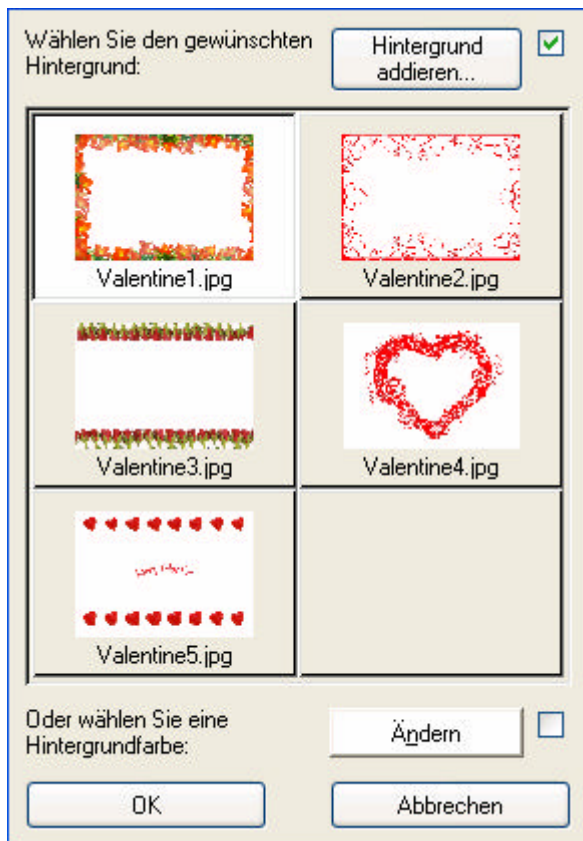 Wählen Sie den gewünschten
Hintergrund:
Hintergrund
addieren...
Valentine1.jpg
Valentine2.jpg
Valentine3.jpg
Valentine4.jpg
Valentine5.jpg
Oder wählen Sie eine
Hintergrundfarbe:
Ändern
OK
Abbrechen